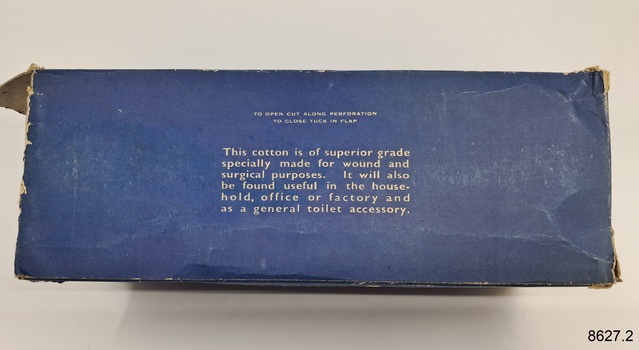 TO OPEN CUT ALONG PERFORATION
TO CLOSE TUCK IN FLAP
This cotton is of superior grade
specially made for wound and
surgical purposes. It will also
be found useful in the house-
hold, office or factory and
as a general toilet accessory.
8627.2